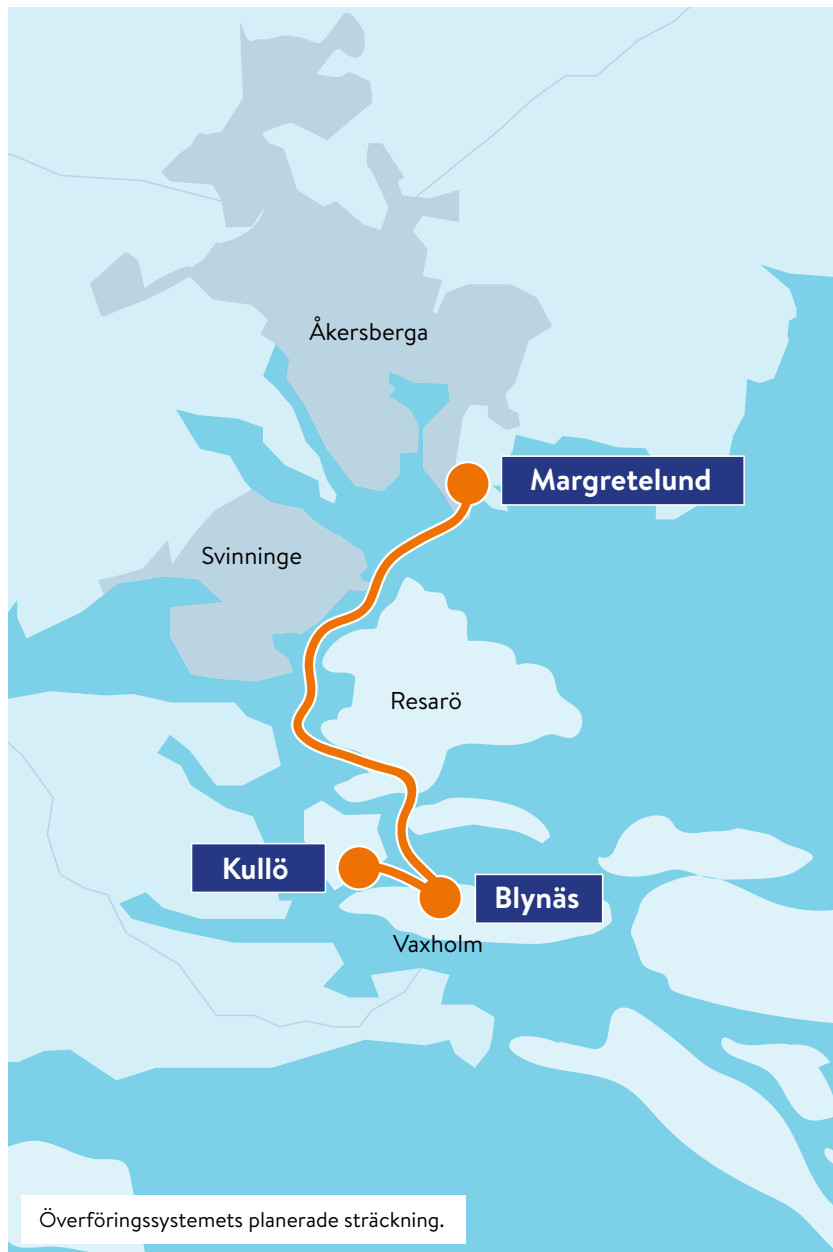 Åkersberga
Margretelund
Svinninge
Resarö
Kullö
Blynäs
Vaxholm
Överföringssystemets planerade sträckning.